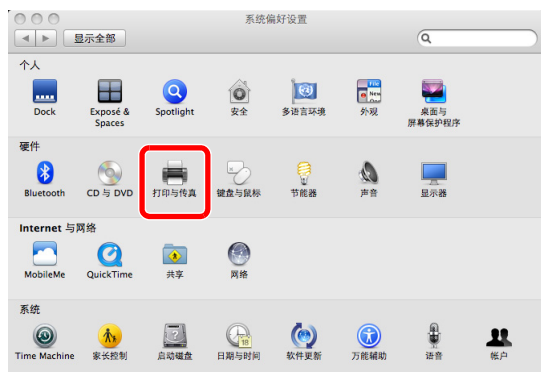 系统偏好设置
显示全部
个人
Dock
Exposé &
Spaces
Spotlight
安全
多语言环境
外观
桌面与
屏幕保护程序
硬件
Bluetooth
CD 与 DVD
打印与传真
键盘与鼠标
节能器
声音
显示器
Internet 与网络
MobileMe
QuickTime
共享
网络
系统
Time Machine
家长控制
启动磁盘
日期与时间
软件更新
万能辅助
语音
帐户